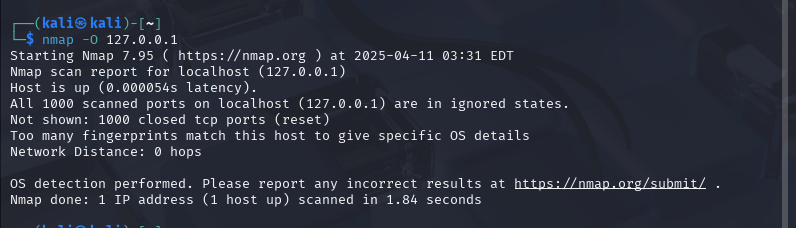 ┌──(kali㉿kali)-[~]
└─$ nmap -O 127.0.0.1
Starting Nmap 7.95 ( https://nmap.org ) at 2025-04-11 03:31 EDT
Nmap scan report for localhost (127.0.0.1)
Host is up (0.000054s latency).
All 1000 scanned ports on localhost (127.0.0.1) are in ignored states.
Not shown: 1000 closed tcp ports (reset)
Too many fingerprints match this host to give specific OS details
Network Distance: 0 hops

OS detection performed. Please report any incorrect results at https://nmap.org/submit/ .
Nmap done: 1 IP address (1 host up) scanned in 1.84 seconds